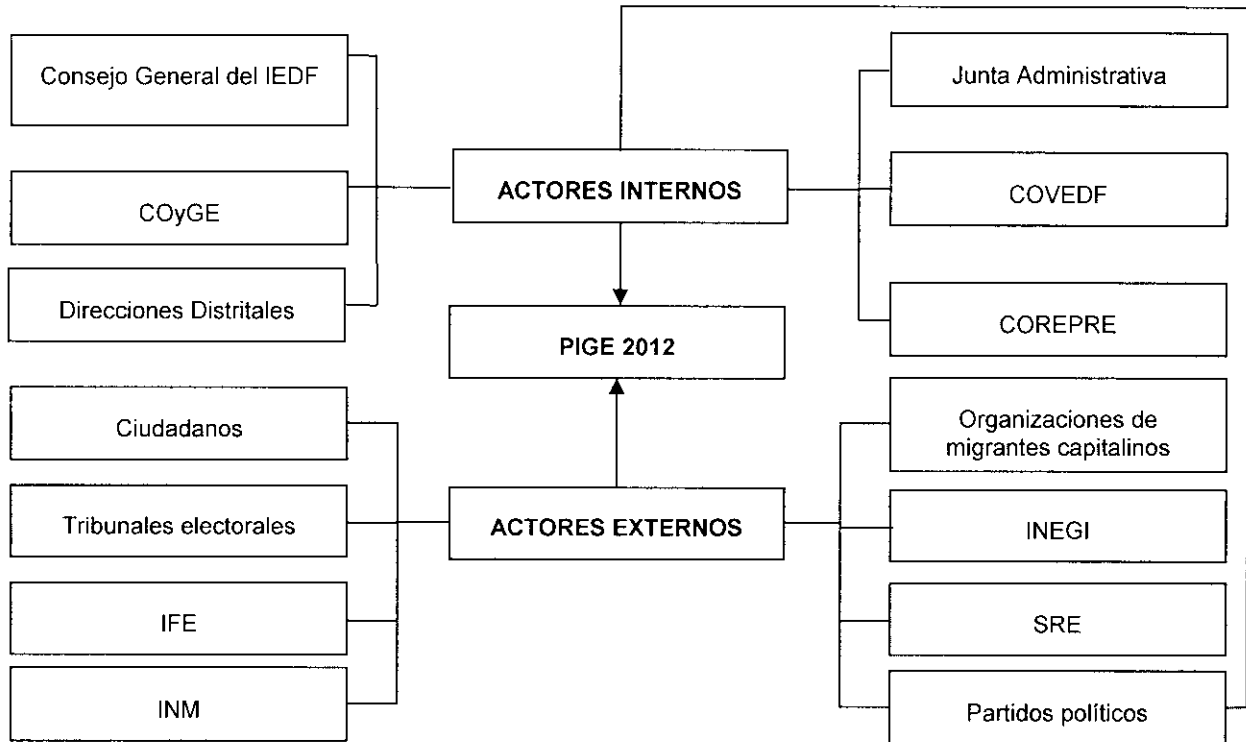 Consejo General del IEDF
COyGE
Direcciones Distritales
ACTORES INTERNOS
Junta Administrativa
COVEDF
COREPRE
PIGE 2012
Ciudadanos
Tribunales electorales
IFE
INM
ACTORES EXTERNOS
Organizaciones de
migrantes capitalinos
INEGI
SRE
Partidos políticos